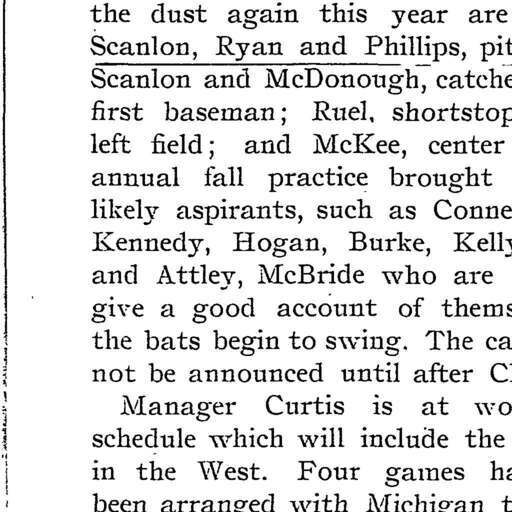 the dust again this year are
Scanlon, Ryan and Phillips, pit
Scanlon and McDonough, catche
first baseman; Ruel, shortstop
left field; and McKee, center
annual fall practice brought
likely aspirants, such as Conne
Kennedy, Hogan, Burke, Kelly
and Attley, McBride who are
give a good account of thems
the bats begin to swing. The ca
not be announced until after Ch
Manager Curtis is at wo
schedule which will include the
in the West. Four games ha
been arranged with Michigan t